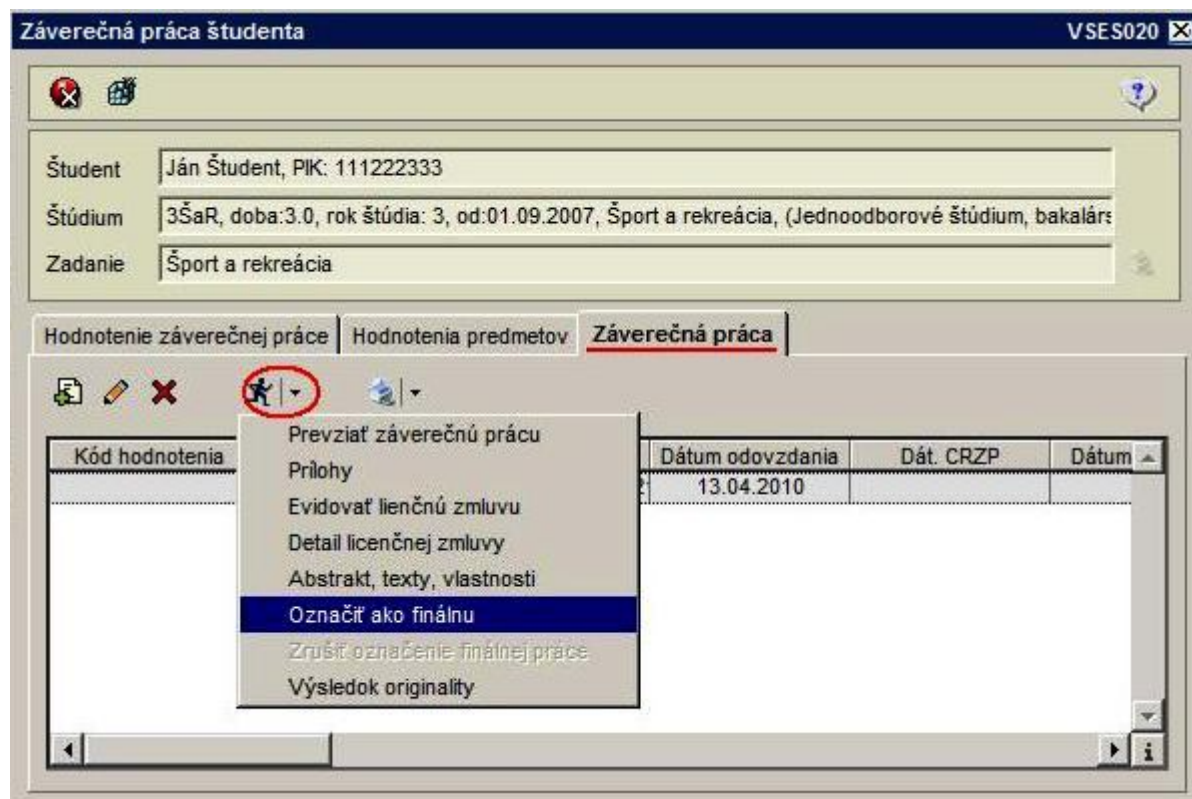 Záverečná práca študenta VSES020
Študent Ján Študent, PIK: 111222333
Štúdium 3ŠaR, doba:3.0, rok štúdia: 3, od:01.09.2007, Šport a rekreácia, (Jednoodborové štúdium, bakalárs
Zadanie Šport a rekreácia
Hodnotenie záverečnej práce Hodnotenia predmetov Záverečná práca
Kód hodnotenia Dátum odovzdania Dát. CRZP Dátum
13.04.2010
Prevziať záverečnú prácu
Prílohy
Evidovať lienčnú zmluvu
Detail licenčnej zmluvy
Abstrakt, texty, vlastnosti
Označiť ako finálnu
Zrušiť označenie finálnej práce
Výsledok originality